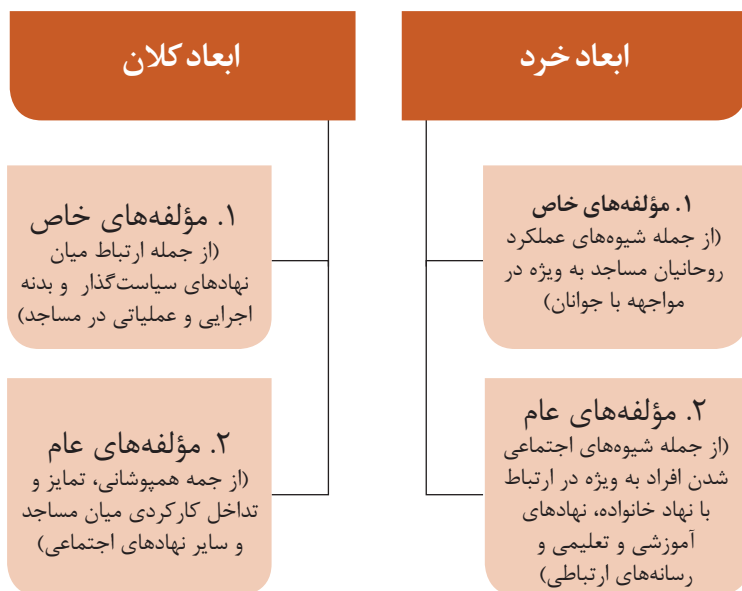 ابعاد خرد
۱. مؤلفه‌های خاص
(از جمله شیوه‌های عملکرد
روحانیان مساجد به ویژه در
مواجهه با جوانان)
۲. مؤلفه‌های عام
(از جمله شیوه‌های اجتماعی
شدن افراد به ویژه در ارتباط
با نهاد خانواده، نهادهای
آموزشی و تعلیمی و
رسانه‌های ارتباطی)
ابعاد کلان
۱. مؤلفه‌های خاص
(از جمله ارتباط میان
نهادهای سیاست‌گذار و بدنه
اجرایی و عملیاتی در مساجد)
۲. مؤلفه‌های عام
(از جمه همپوشانی، تمایز و
تداخل کارکردی میان مساجد
و سایر نهادهای اجتماعی)